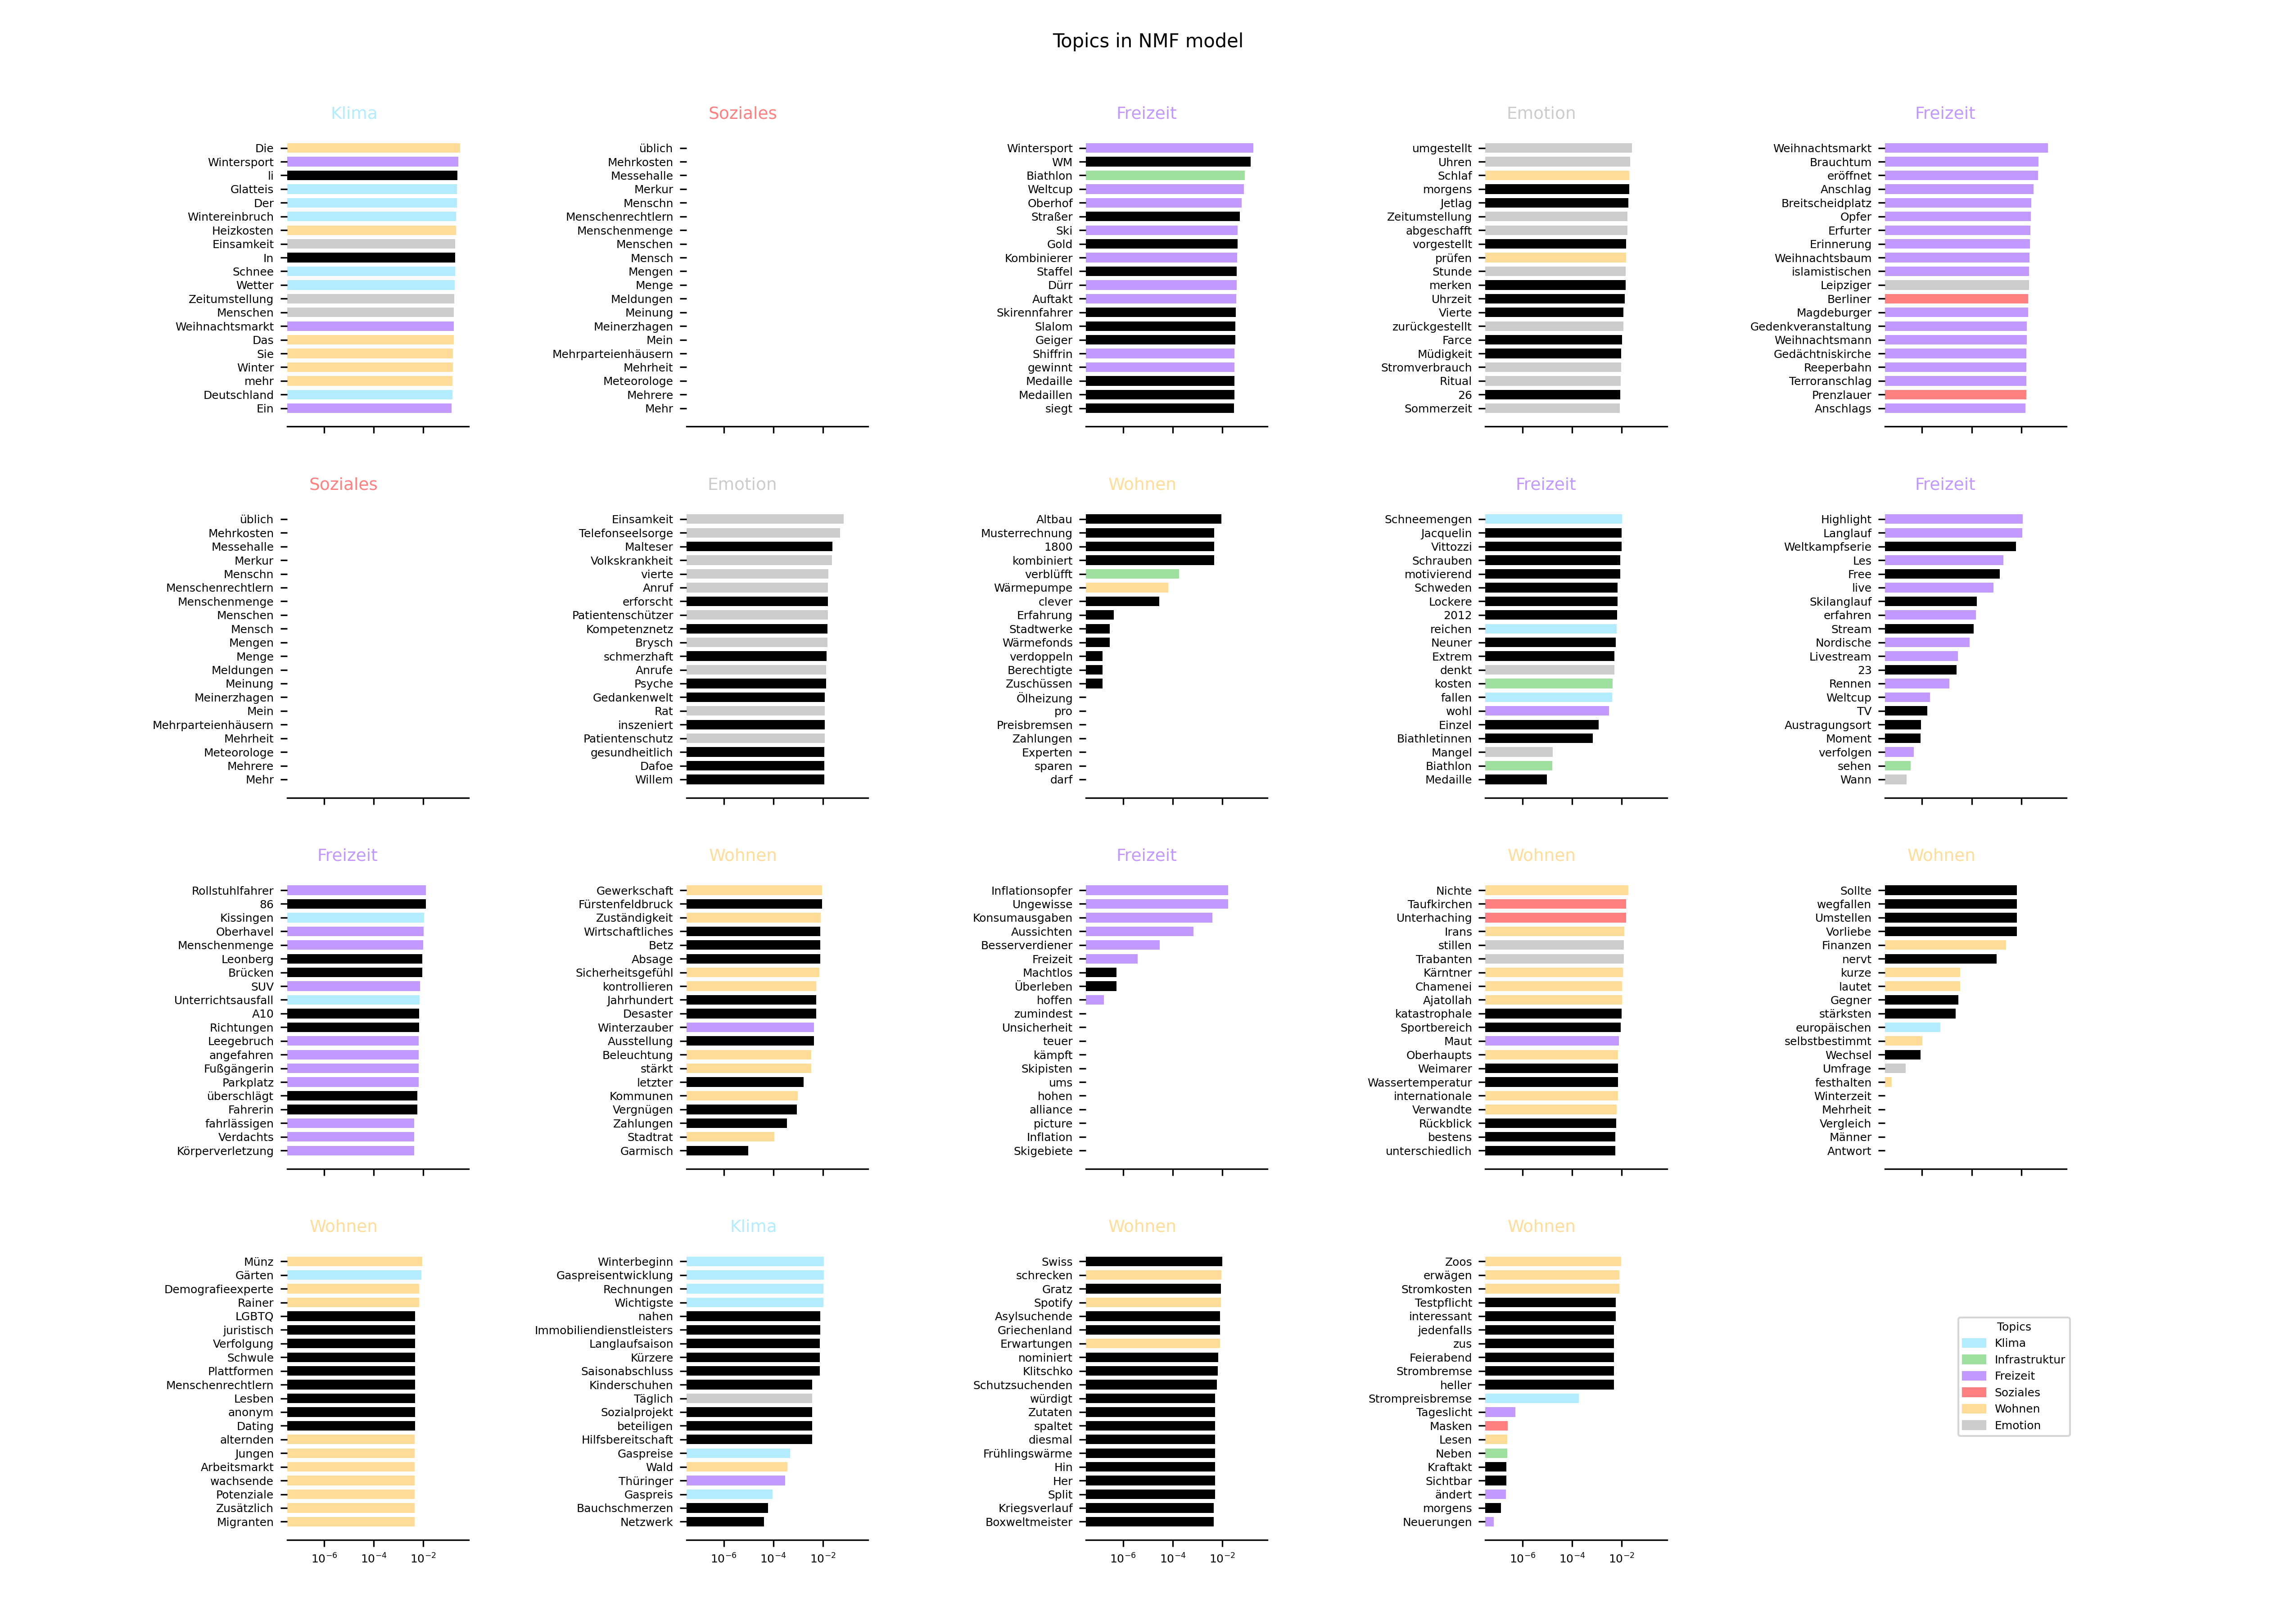 Topics in NMF model
Klima
Die
Wintersport
li
Glatteis
Der
Wintereinbruch
Heizkosten
Einsamkeit
In
Schnee
Wetter
Zeitumstellung
Menschen
Weihnachtsmarkt
Das
Sie
Winter
mehr
Deutschland
Ein
Soziales
üblich
Mehrkosten
Messehalle
Merkur
Menschn
Menschenrechtlern
Menschenmenge
Menschen
Mensch
Mengen
Menge
Meldungen
Meinung
Meinerzhagen
Mein
Mehrparteienhäusern
Mehrheit
Meteorologe
Mehrere
Mehr
Freizeit
Wintersport
WM
Biathlon
Weltcup
Oberhof
Straßer
Ski
Gold
Kombinierer
Staffel
Dürr
Auftakt
Skirennfahrer
Slalom
Geiger
Shiffrin
gewinnt
Medaille
Medaillen
siegt
Emotion
umgestellt
Uhren
Schlaf
morgens
Jetlag
Zeitumstellung
abgeschafft
vorgestellt
prüfen
Stunde
merken
Uhrzeit
Vierte
zurückgestellt
Farce
Müdigkeit
Stromverbrauch
Ritual
26
Sommerzeit
Freizeit
Weihnachtsmarkt
Brauchtum
eröffnet
Anschlag
Breitscheidplatz
Opfer
Erfurter
Erinnerung
Weihnachtsbaum
islamistischen
Leipziger
Berliner
Magdeburger
Gedenkveranstaltung
Weihnachtsmann
Gedächtniskirche
Reeperbahn
Terroranschlag
Prenzlauer
Anschlags
Soziales
üblich
Mehrkosten
Messehalle
Merkur
Menschn
Menschenrechtlern
Menschenmenge
Menschen
Mensch
Mengen
Menge
Meldungen
Meinung
Meinerzhagen
Mein
Mehrparteienhäusern
Mehrheit
Meteorologe
Mehrere
Mehr
Emotion
Einsamkeit
Telefonseelsorge
Malteser
Volkskrankheit
vierte
Anruf
erforscht
Patientenschützer
Kompetenznetz
Brysch
schmerzhaft
Anrufe
Psyche
Gedankenwelt
Rat
inszeniert
Patientenschutz
gesundheitlich
Dafoe
Willem
Wohnen
Altbau
Musterrechnung
1800
kombiniert
verblüfft
Wärmepumpe
clever
Erfahrung
Stadtwerke
Wärmefonds
verdoppeln
Berechtigte
Zuschüssen
Ölheizung
pro
Preisbremsen
Zahlungen
Experten
sparen
darf
Freizeit
Schneemengen
Jacquelin
Vittozzi
Schrauben
motivierend
Schweden
Lockere
2012
reichen
Neuner
Extrem
denkt
kosten
fallen
wohl
Einzel
Biathletinnen
Mangel
Biathlon
Medaille
Freizeit
Highlight
Langlauf
Weltkampfserie
Les
Free
live
Skilanglauf
erfahren
Stream
Nordische
Livestream
23
Rennen
Weltcup
TV
Austragungsort
Moment
verfolgen
sehen
Wann
Freizeit
Rollstuhlfahrer
86
Kissingen
Oberhavel
Menschenmenge
Leonberg
Brücken
SUV
Unterrichtsausfall
A10
Richtungen
Leegebruch
angefahren
Fußgängerin
Parkplatz
überschlägt
Fahrerin
fahrlässigen
Verdachts
Körperverletzung
Wohnen
Gewerkschaft
Fürstenfeldbruck
Zuständigkeit
Wirtschaftliches
Betz
Absage
Sicherheitsgefühl
kontrollieren
Jahrhundert
Desaster
Winterzauber
Ausstellung
Beleuchtung
stärkt
letzter
Kommunen
Vergnügen
Zahlungen
Stadtrat
Garmisch
Freizeit
Inflationsopfer
Ungewisse
Konsumausgaben
Aussichten
Besserverdiener
Freizeit
Machtlos
Überleben
hoffen
zumindest
Unsicherheit
teuer
kämpft
Skipisten
ums
hohen
alliance
picture
Inflation
Skigebiete
Wohnen
Nichte
Taufkirchen
Unterhaching
Irans
stillen
Trabanten
Kärntner
Chamenei
Ajatollah
katastrophale
Sportbereich
Maut
Oberhaupts
Weimarer
Wassertemperatur
internationale
Verwandte
Rückblick
bestens
unterschiedlich
Wohnen
Sollte
wegfallen
Umstellen
Vorliebe
Finanzen
nervt
kurze
lautet
Gegner
stärksten
europäischen
selbstbestimmt
Wechsel
Umfrage
festhalten
Winterzeit
Mehrheit
Vergleich
Männer
Antwort
Wohnen
Münz
Gärten
Demografieexperte
Rainer
LGBTQ
juristisch
Verfolgung
Schwule
Plattformen
Menschenrechtlern
Lesben
anonym
Dating
alternden
Jungen
Arbeitsmarkt
wachsende
Potenziale
Zusätzlich
Migranten
10⁻⁶ 10⁻⁴ 10⁻²
Klima
Winterbeginn
Gaspreisentwicklung
Rechnungen
Wichtigste
nahen
Immobiliendienstleisters
Langlaufsaison
Kürzere
Saisonabschluss
Kinderschuhen
Täglich
Sozialprojekt
beteiligen
Hilfsbereitschaft
Gaspreise
Wald
Thüringer
Gaspreis
Bauchschmerzen
Netzwerk
10⁻⁶ 10⁻⁴ 10⁻²
Wohnen
Swiss
schrecken
Gratz
Spotify
Asylsuchende
Griechenland
Erwartungen
nominiert
Klitschko
Schutzsuchenden
würdigt
Zutaten
spaltet
diesmal
Frühlingswärme
Hin
Her
Split
Kriegsverlauf
Boxweltmeister
10⁻⁶ 10⁻⁴ 10⁻²
Wohnen
Zoos
erwägen
Stromkosten
Testpflicht
interessant
jedenfalls
zus
Feierabend
Strombremse
heller
Strompreisbremse
Tageslicht
Masken
Lesen
Neben
Kraftakt
Sichtbar
ändert
morgens
Neuerungen
10⁻⁶ 10⁻⁴ 10⁻²
Topics
Klima
Infrastruktur
Freizeit
Soziales
Wohnen
Emotion